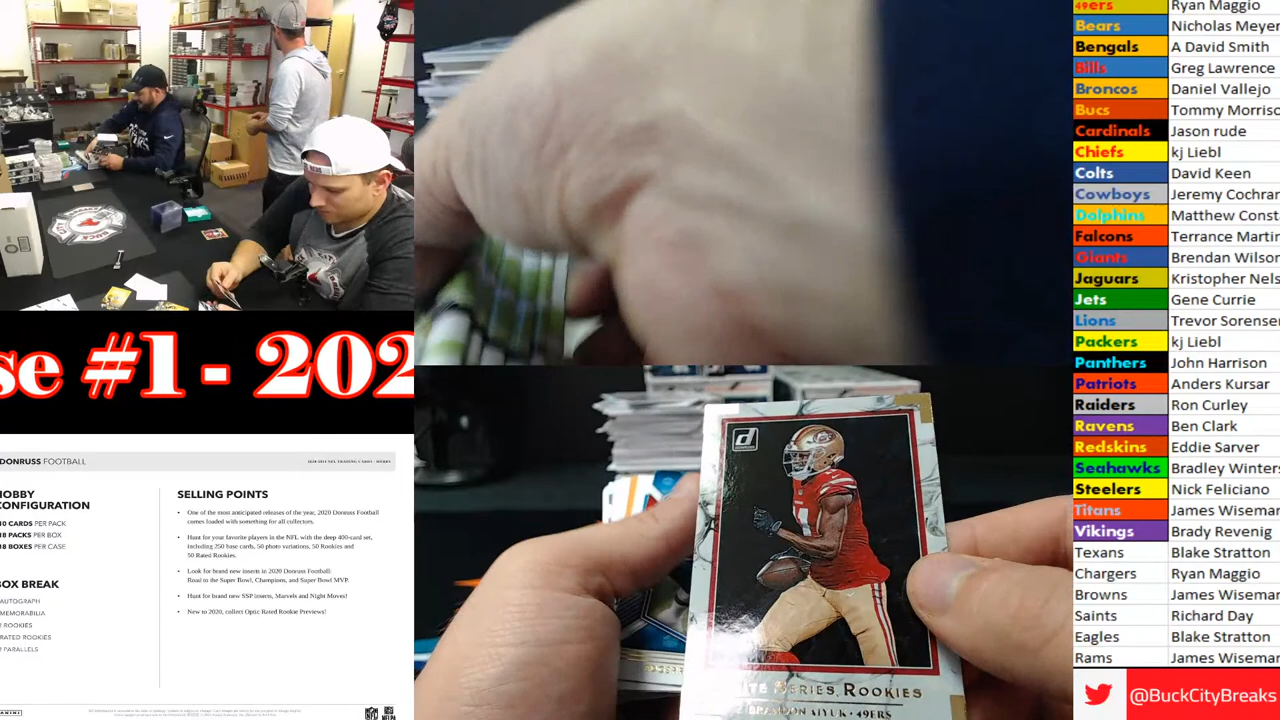 se #1 - 202
DONRUSS FOOTBALL
HOBBY
CONFIGURATION
10 CARDS PER PACK
18 PACKS PER BOX
18 BOXES PER CASE
BOX BREAK
AUTOGRAPH
MEMORABILIA
ROOKIES
RATED ROOKIES
PARALLELS
SELLING POINTS
• One of the most anticipated releases of the year, 2020 Donruss Football
comes loaded with something for all collectors.
• Hunt for your favorite players in the NFL with the deep 400-card set,
including 250 base cards, 50 photo variations, 50 Rookies and
50 Rated Rookies.
• Look for brand new inserts in 2020 Donruss Football:
Road to the Super Bowl, Champions, and Super Bowl MVP.
• Hunt for brand new SSP inserts, Marvels and Night Moves!
• New to 2020, collect Optic Rated Rookie Previews!
PANINI
d
SERIES ROOKIES
BRANDON AIYUK • 49ERS
49ers Ryan Maggio
Bears Nicholas Meyer
Bengals A David Smith
Bills Greg Lawrence
Broncos Daniel Vallejo
Bucs Tommy Morriso
Cardinals Jason rude
Chiefs kj Liebl
Colts David Keen
Cowboys Jeremy Cochran
Dolphins Matthew Const
Falcons Terrance Martin
Giants Brendan Wilson
Jaguars Kristopher Nels
Jets Gene Currie
Lions Trevor Sorensen
Packers kj Liebl
Panthers John Harrison
Patriots Anders Kursar
Raiders Ron Curley
Ravens Ben Clark
Redskins Eddie Sarver
Seahawks Bradley Winters
Steelers Nick Feliciano
Titans James Wiseman
Vikings Brady Revenig
Texans Blake Stratton
Chargers Ryan Maggio
Browns James Wiseman
Saints Richard Day
Eagles Blake Stratton
Rams James Wiseman
@BuckCityBreaks